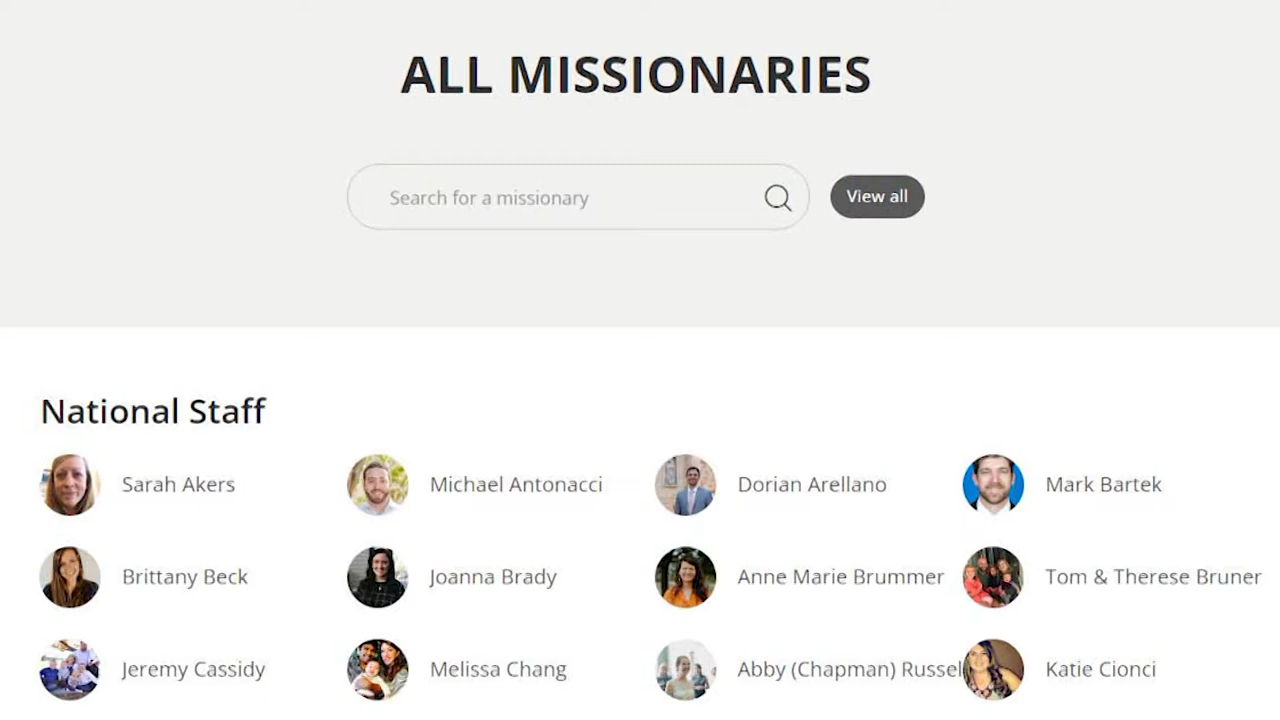 ALL MISSIONARIES
Search for a missionary
View all
National Staff
Sarah Akers
Michael Antonacci
Dorian Arellano
Mark Bartek
Brittany Beck
Joanna Brady
Anne Marie Brummer
Tom & Therese Bruner
Jeremy Cassidy
Melissa Chang
Abby (Chapman) Russel
Katie Cionci